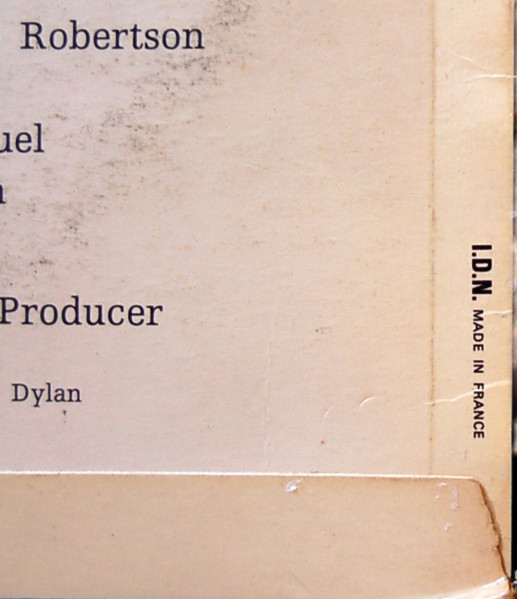 Robertson
uel
Producer
Dylan
I.D.N. MADE IN FRANCE